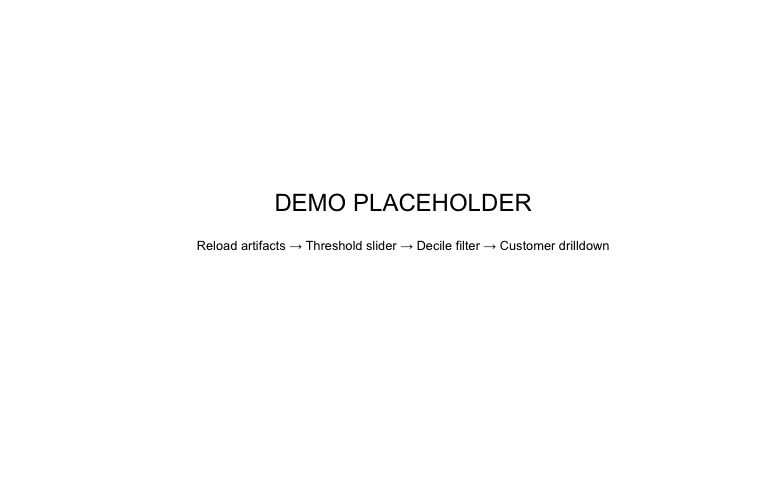 DEMO PLACEHOLDER
Reload artifacts → Threshold slider → Decile filter → Customer drilldown